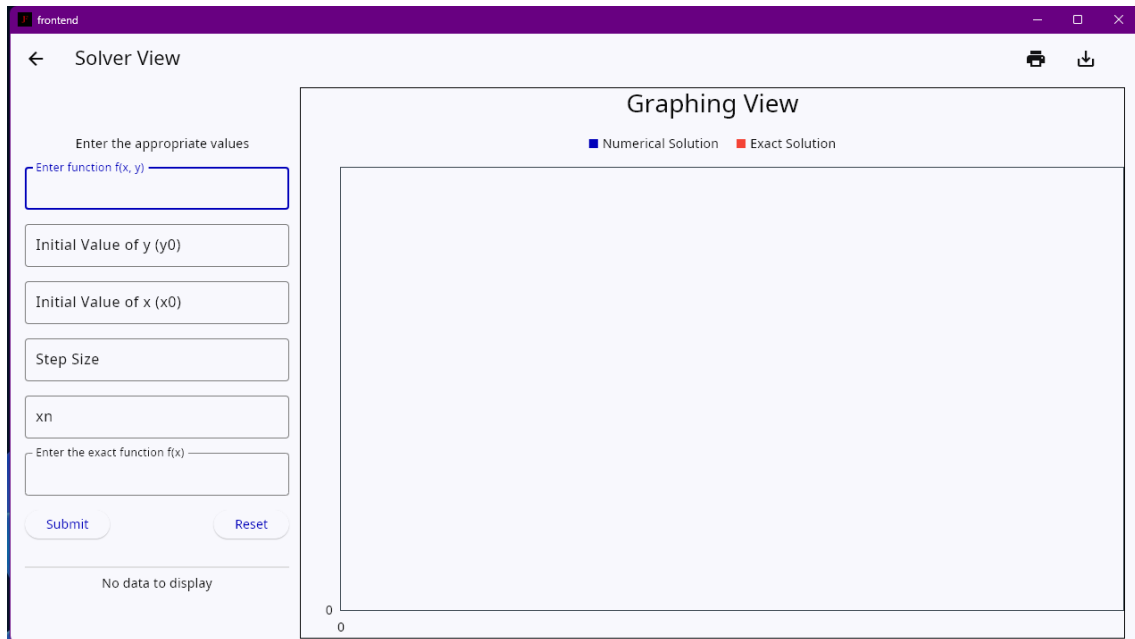 frontend
Solver View
Graphing View
Enter the appropriate values
Numerical Solution
Exact Solution
Enter function f(x, y)
Initial Value of y (y0)
Initial Value of x (x0)
Step Size
xn
Enter the exact function f(x)
Submit
Reset
No data to display
0
0